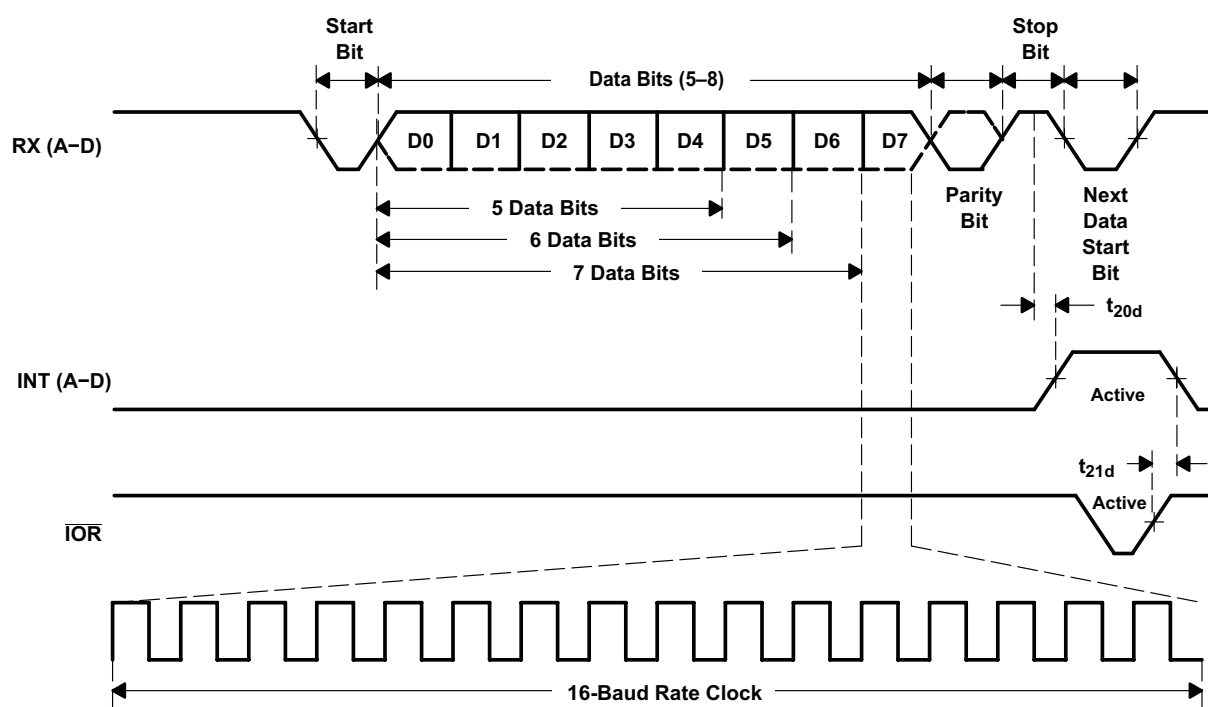 Start
Bit
Stop
Bit
Data Bits (5–8)
RX (A–D)
D0 D1 D2 D3 D4 D5 D6 D7
5 Data Bits
6 Data Bits
7 Data Bits
Parity
Bit
Next
Data
Start
Bit
t20d
INT (A–D)
Active
t21d
Active
IOR
16-Baud Rate Clock